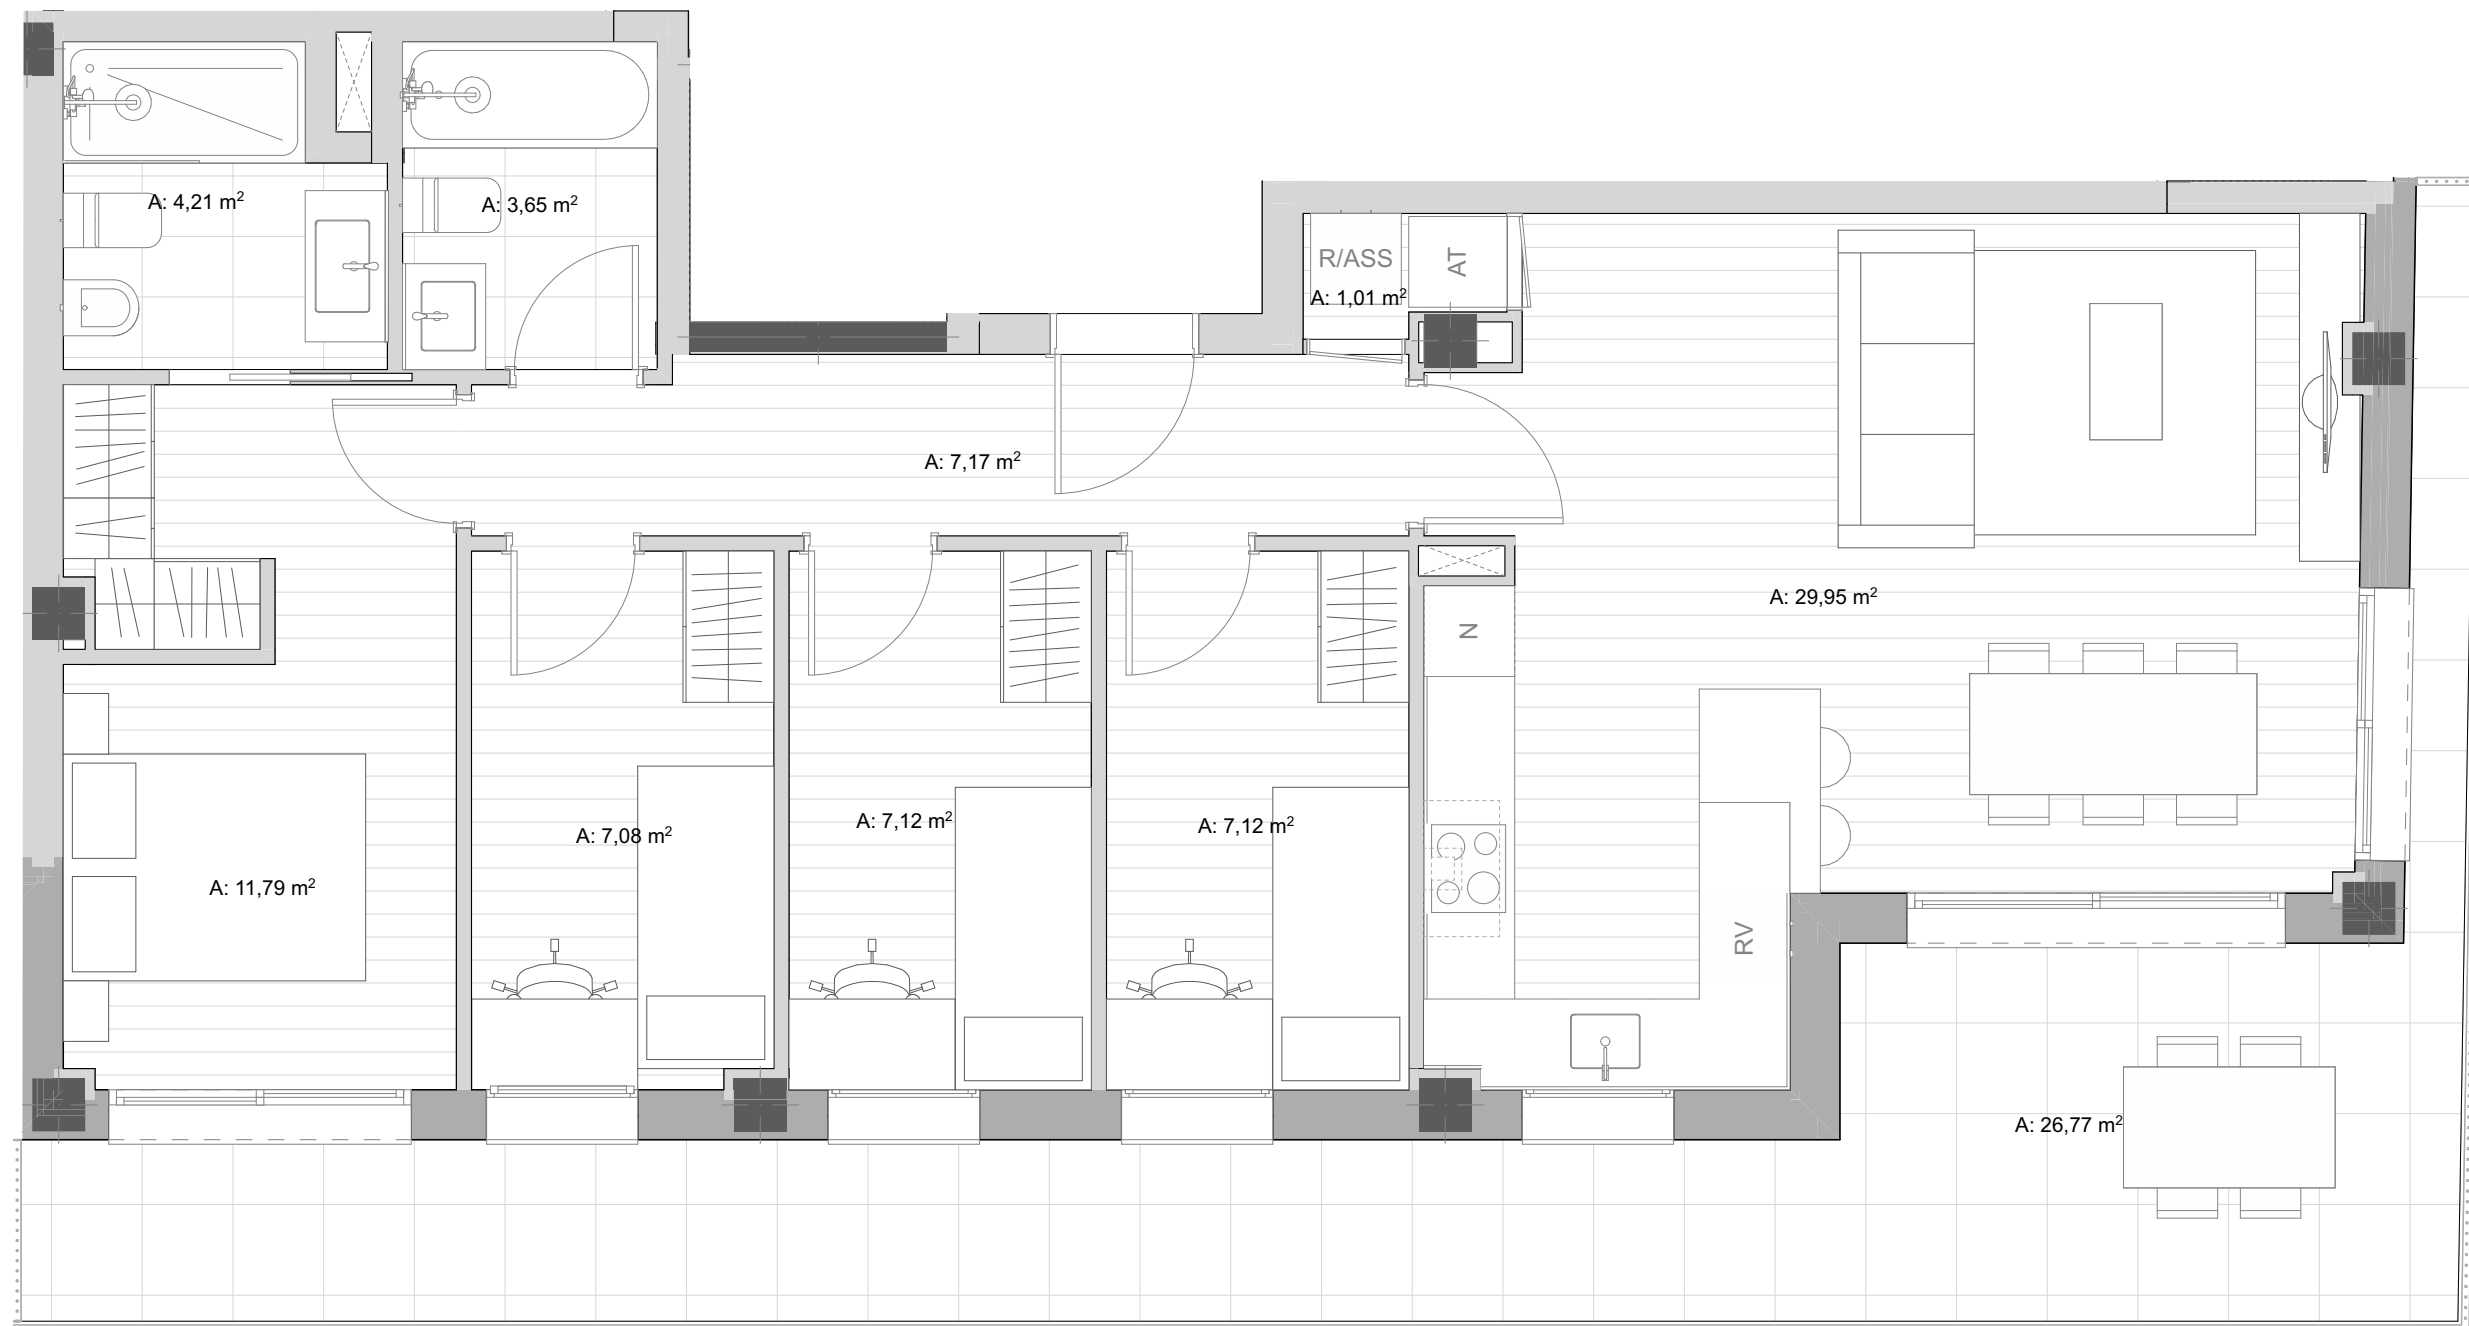 A: 4,21 m²
A: 3,65 m²
R/ASS
AT
A: 1,01 m²
A: 7,17 m²
A: 29,95 m²
N
A: 7,08 m²
A: 7,12 m²
A: 7,12 m²
A: 11,79 m²
RV
A: 26,77 m²